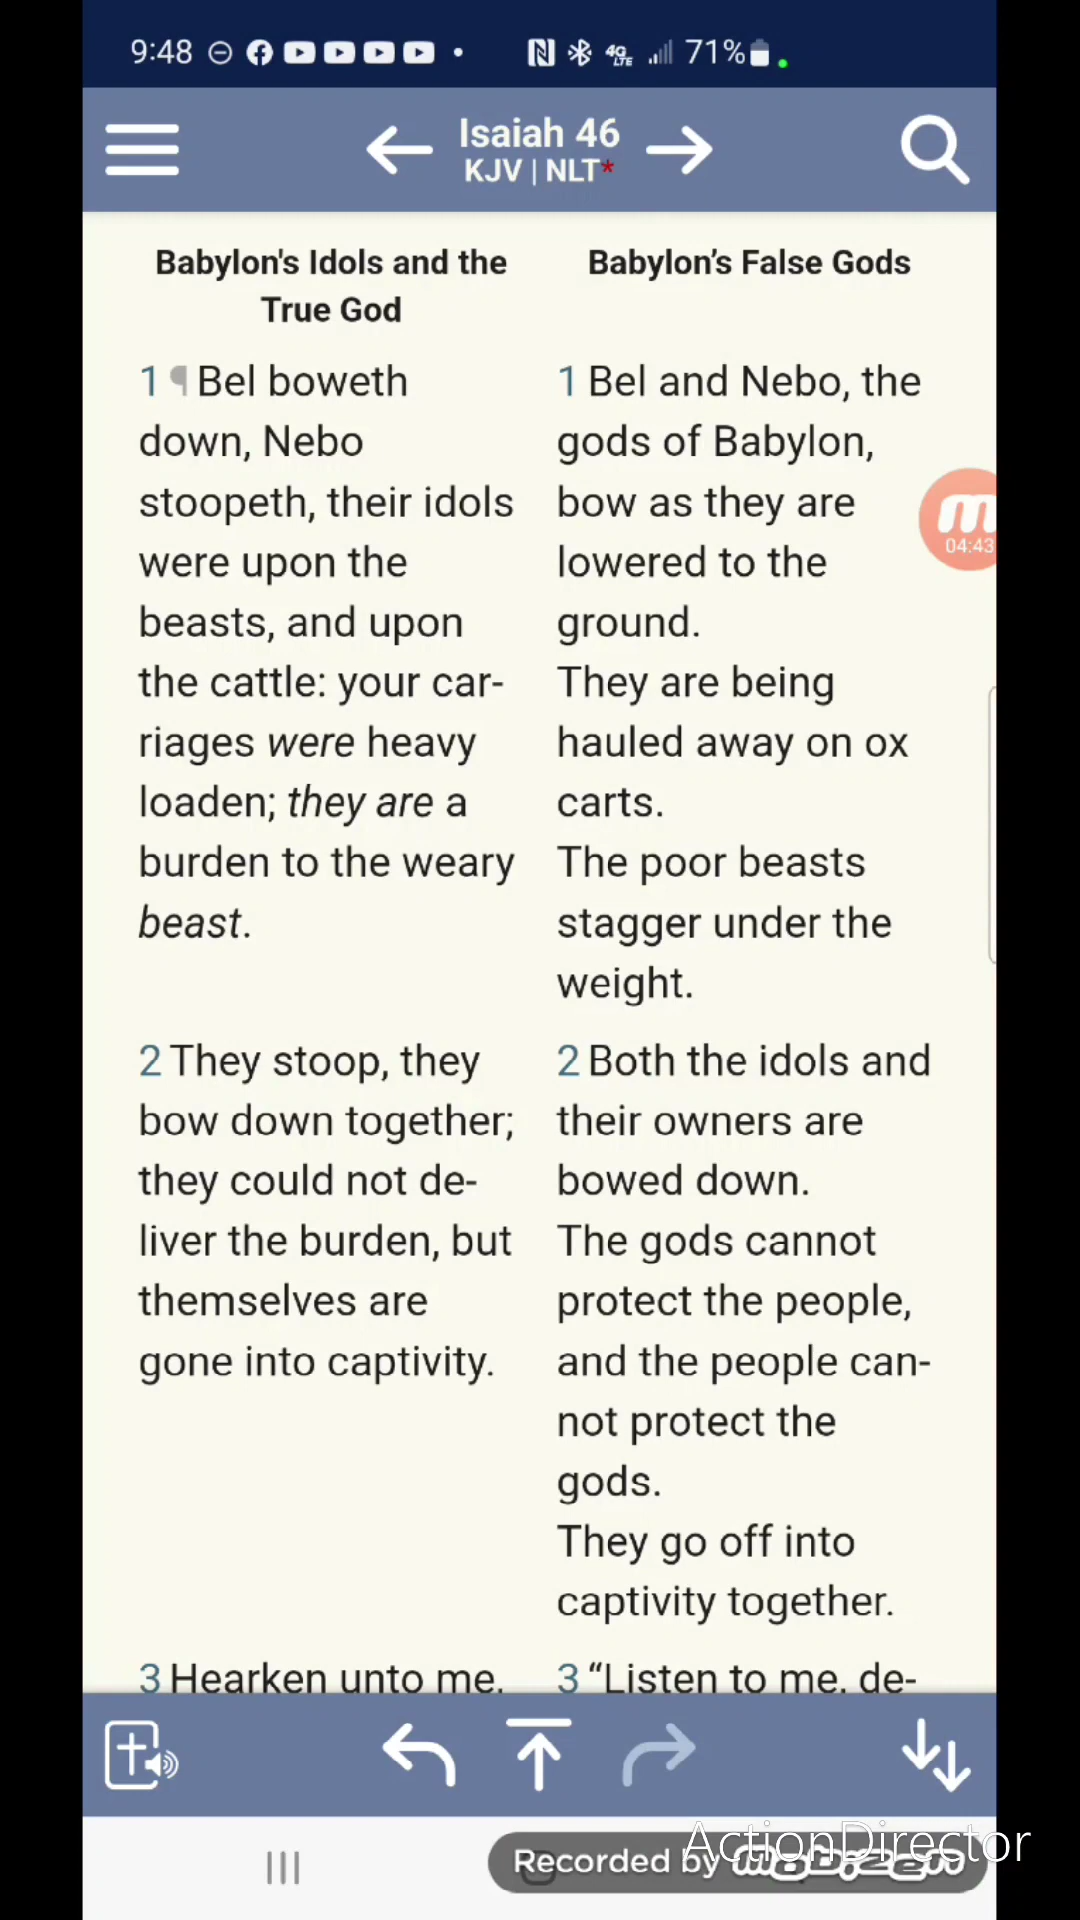 9:48
4G LTE 71%
Isaiah 46
KJV | NLT*
Babylon's Idols and the
True God
1 ¶ Bel boweth
down, Nebo
stoopeth, their idols
were upon the
beasts, and upon
the cattle: your car-
riages were heavy
loaden; they are a
burden to the weary
beast.
2 They stoop, they
bow down together;
they could not de-
liver the burden, but
themselves are
gone into captivity.
3 Hearken unto me,
Babylon’s False Gods
1 Bel and Nebo, the
gods of Babylon,
bow as they are
lowered to the
ground.
They are being
hauled away on ox
carts.
The poor beasts
stagger under the
weight.
2 Both the idols and
their owners are
bowed down.
The gods cannot
protect the people,
and the people can-
not protect the
gods.
They go off into
captivity together.
3 “Listen to me, de-
m
04:43
ActionDirector
Recorded by mobizen